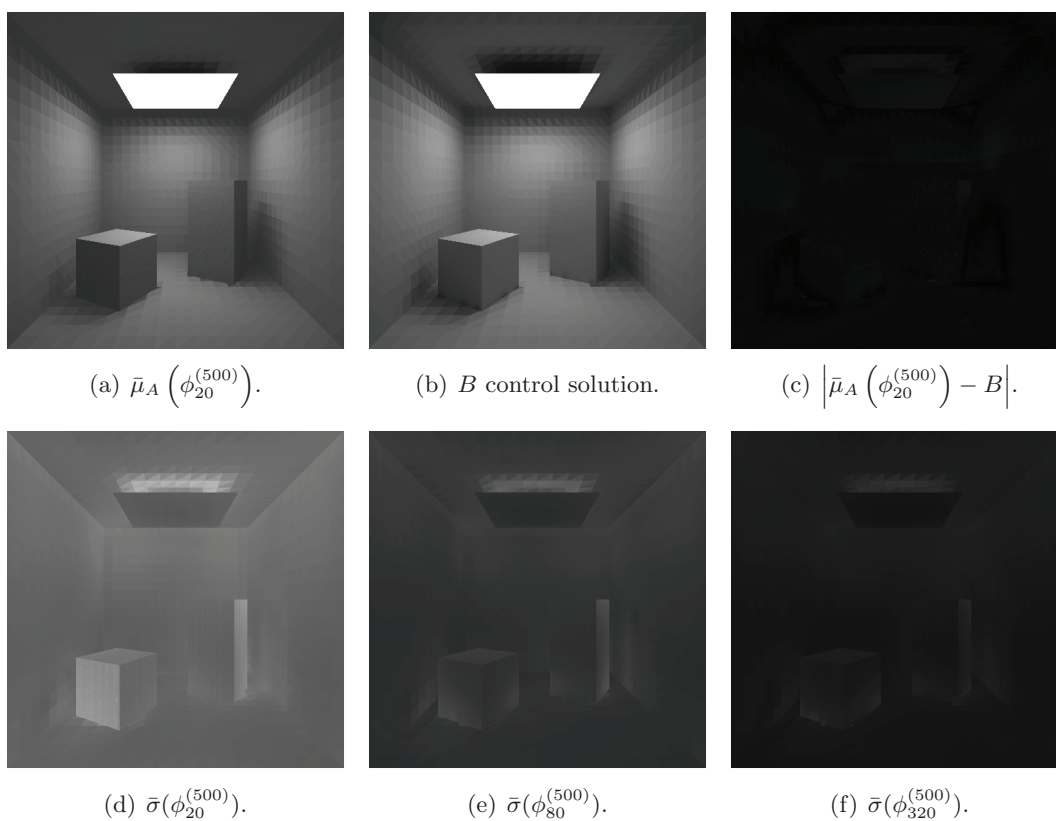 (a) $\bar{\mu}_A \left( \phi_{20}^{(500)} \right)$.
(b) $B$ control solution.
(c) $\left| \bar{\mu}_A \left( \phi_{20}^{(500)} \right) - B \right|$.
(d) $\bar{\sigma}(\phi_{20}^{(500)})$.
(e) $\bar{\sigma}(\phi_{80}^{(500)})$.
(f) $\bar{\sigma}(\phi_{320}^{(500)})$.